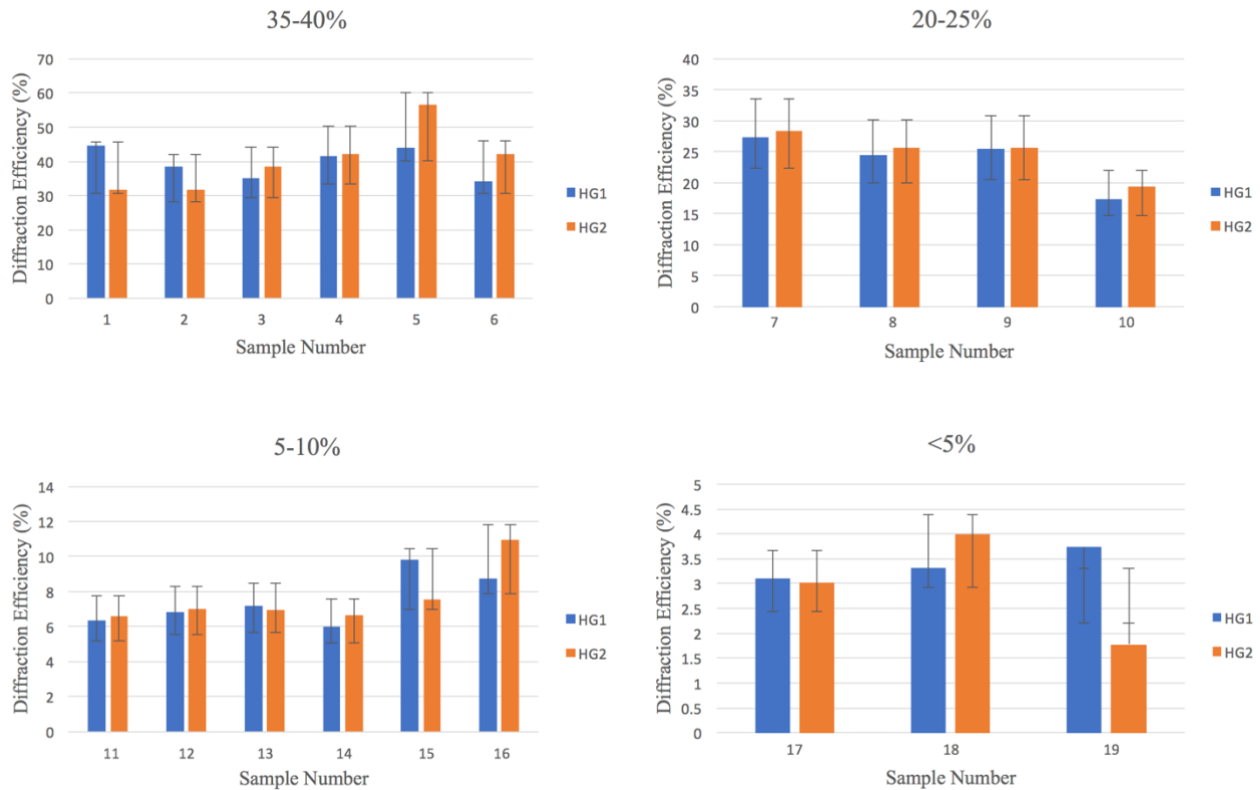 35-40%
Diffraction Efficiency (%)
70
60
50
40
30
20
10
0
1 2 3 4 5 6
Sample Number
HG1
HG2
20-25%
Diffraction Efficiency (%)
40
35
30
25
20
15
10
5
0
7 8 9 10
Sample Number
HG1
HG2
5-10%
Diffraction Efficiency (%)
14
12
10
8
6
4
2
0
11 12 13 14 15 16
Sample Number
HG1
HG2
<5%
Diffraction Efficiency (%)
5
4.5
4
3.5
3
2.5
2
1.5
1
0.5
0
17 18 19
Sample Number
HG1
HG2